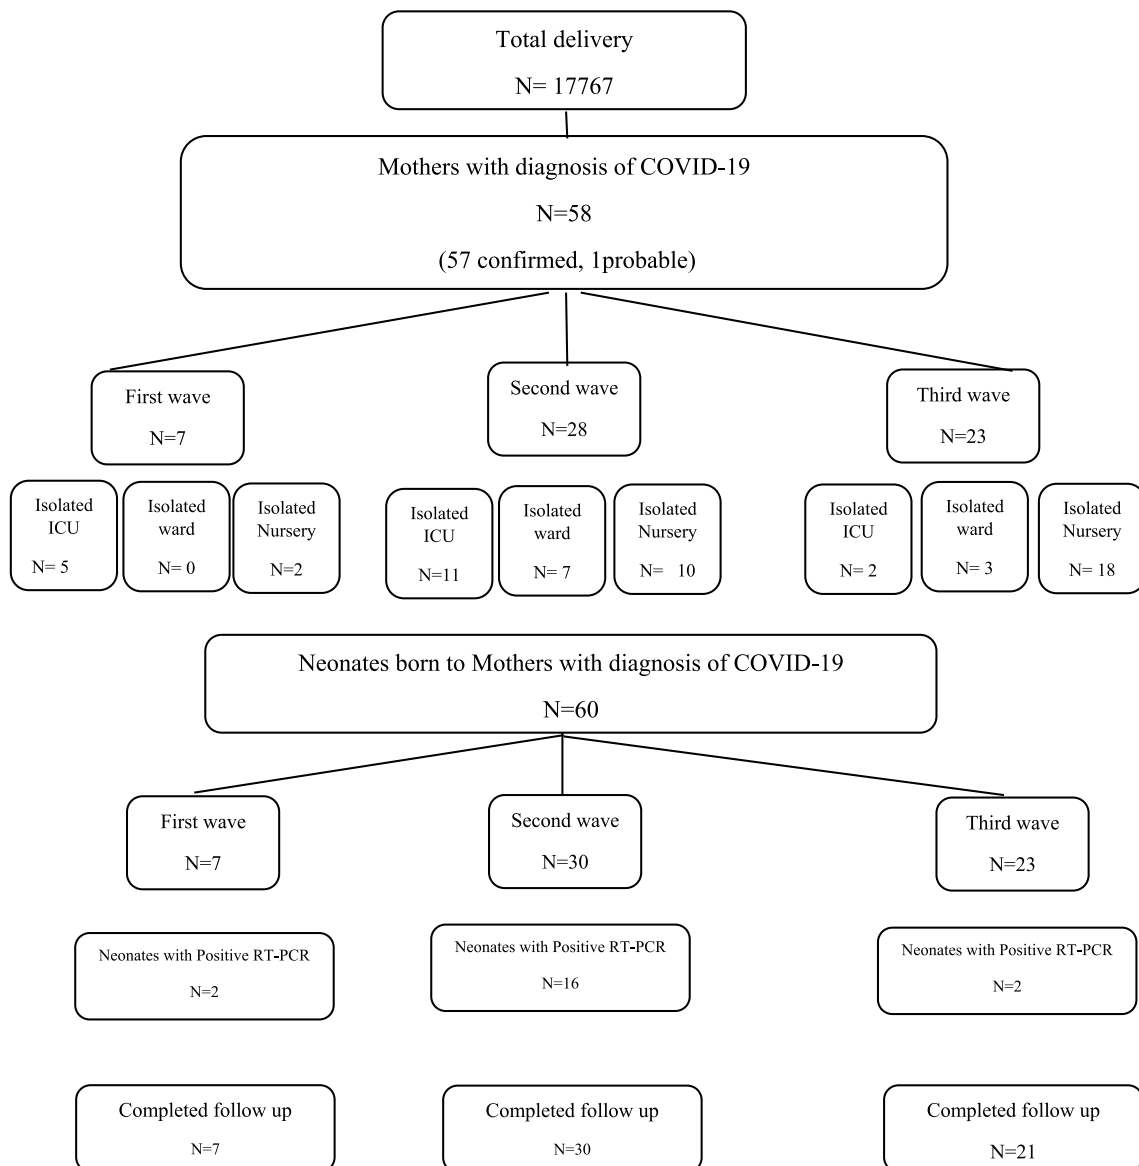 Total delivery
N= 17767
Mothers with diagnosis of COVID-19
N=58
(57 confirmed, 1probable)
First wave
N=7
Second wave
N=28
Third wave
N=23
Isolated
ICU
N= 5
Isolated
ward
N= 0
Isolated
Nursery
N=2
Isolated
ICU
N=11
Isolated
ward
N= 7
Isolated
Nursery
N= 10
Isolated
ICU
N= 2
Isolated
ward
N= 3
Isolated
Nursery
N= 18
Neonates born to Mothers with diagnosis of COVID-19
N=60
First wave
N=7
Second wave
N=30
Third wave
N=23
Neonates with Positive RT-PCR
N=2
Neonates with Positive RT-PCR
N=16
Neonates with Positive RT-PCR
N=2
Completed follow up
N=7
Completed follow up
N=30
Completed follow up
N=21